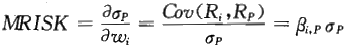 MRISK = ∂σ_P/∂w_i = Cov(R_i, R_P)/σ_P = β_{i,P} σ_P